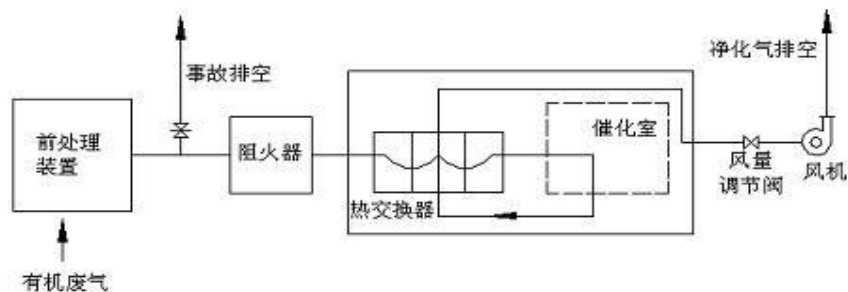 净化气排空
事故排空
前处理
装置
阻火器
催化室
风量
调节阀
风机
热交换器
有机废气